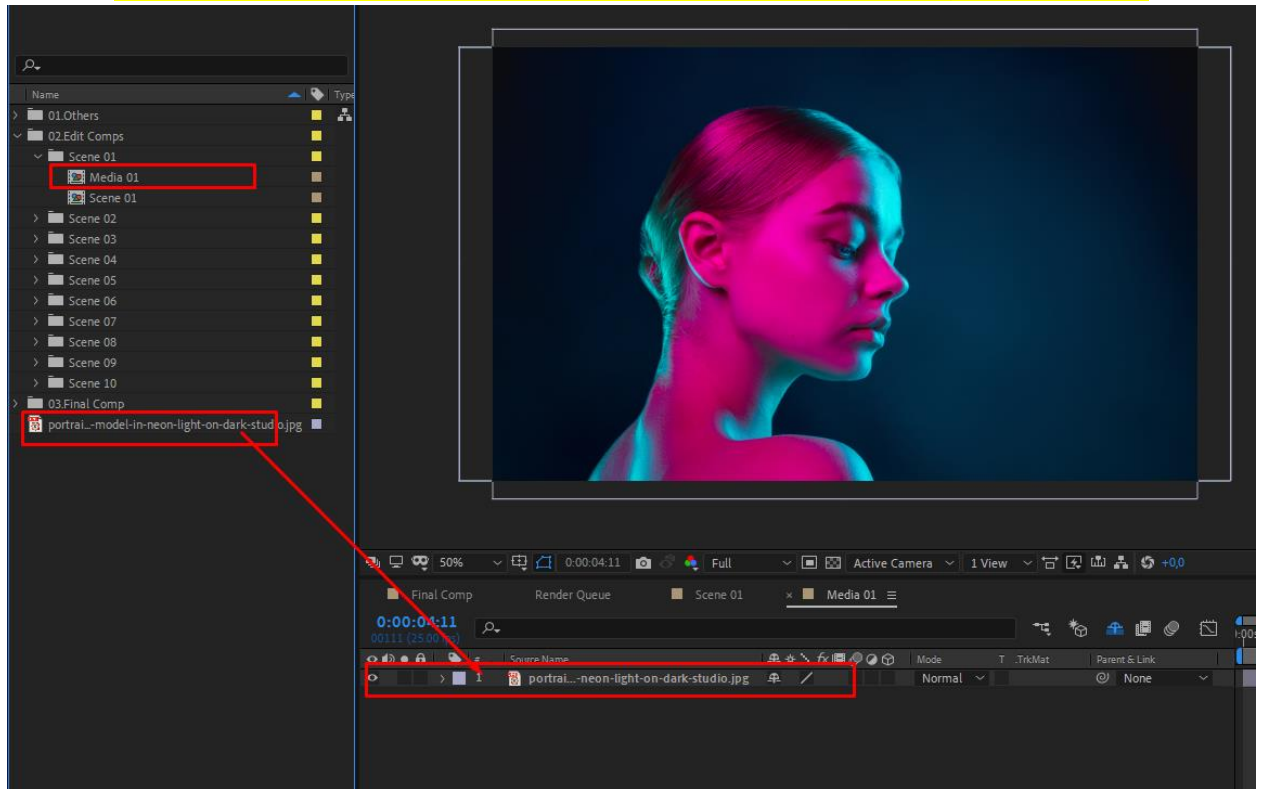 Name
Type
01.Others
02.Edit Comps
Scene 01
Media 01
Scene 01
Scene 02
Scene 03
Scene 04
Scene 05
Scene 06
Scene 07
Scene 08
Scene 09
Scene 10
03.Final Comp
portrai...-model-in-neon-light-on-dark-studio.jpg
50%
0:00:04:11
Full
Active Camera
1 View
+0,0
Final Comp
Render Queue
Scene 01
× Media 01
0:00:04:11
00111 (25.00 fps)
# Source Name
Mode
T .TrkMat
Parent & Link
1 portrai...-neon-light-on-dark-studio.jpg
Normal
None